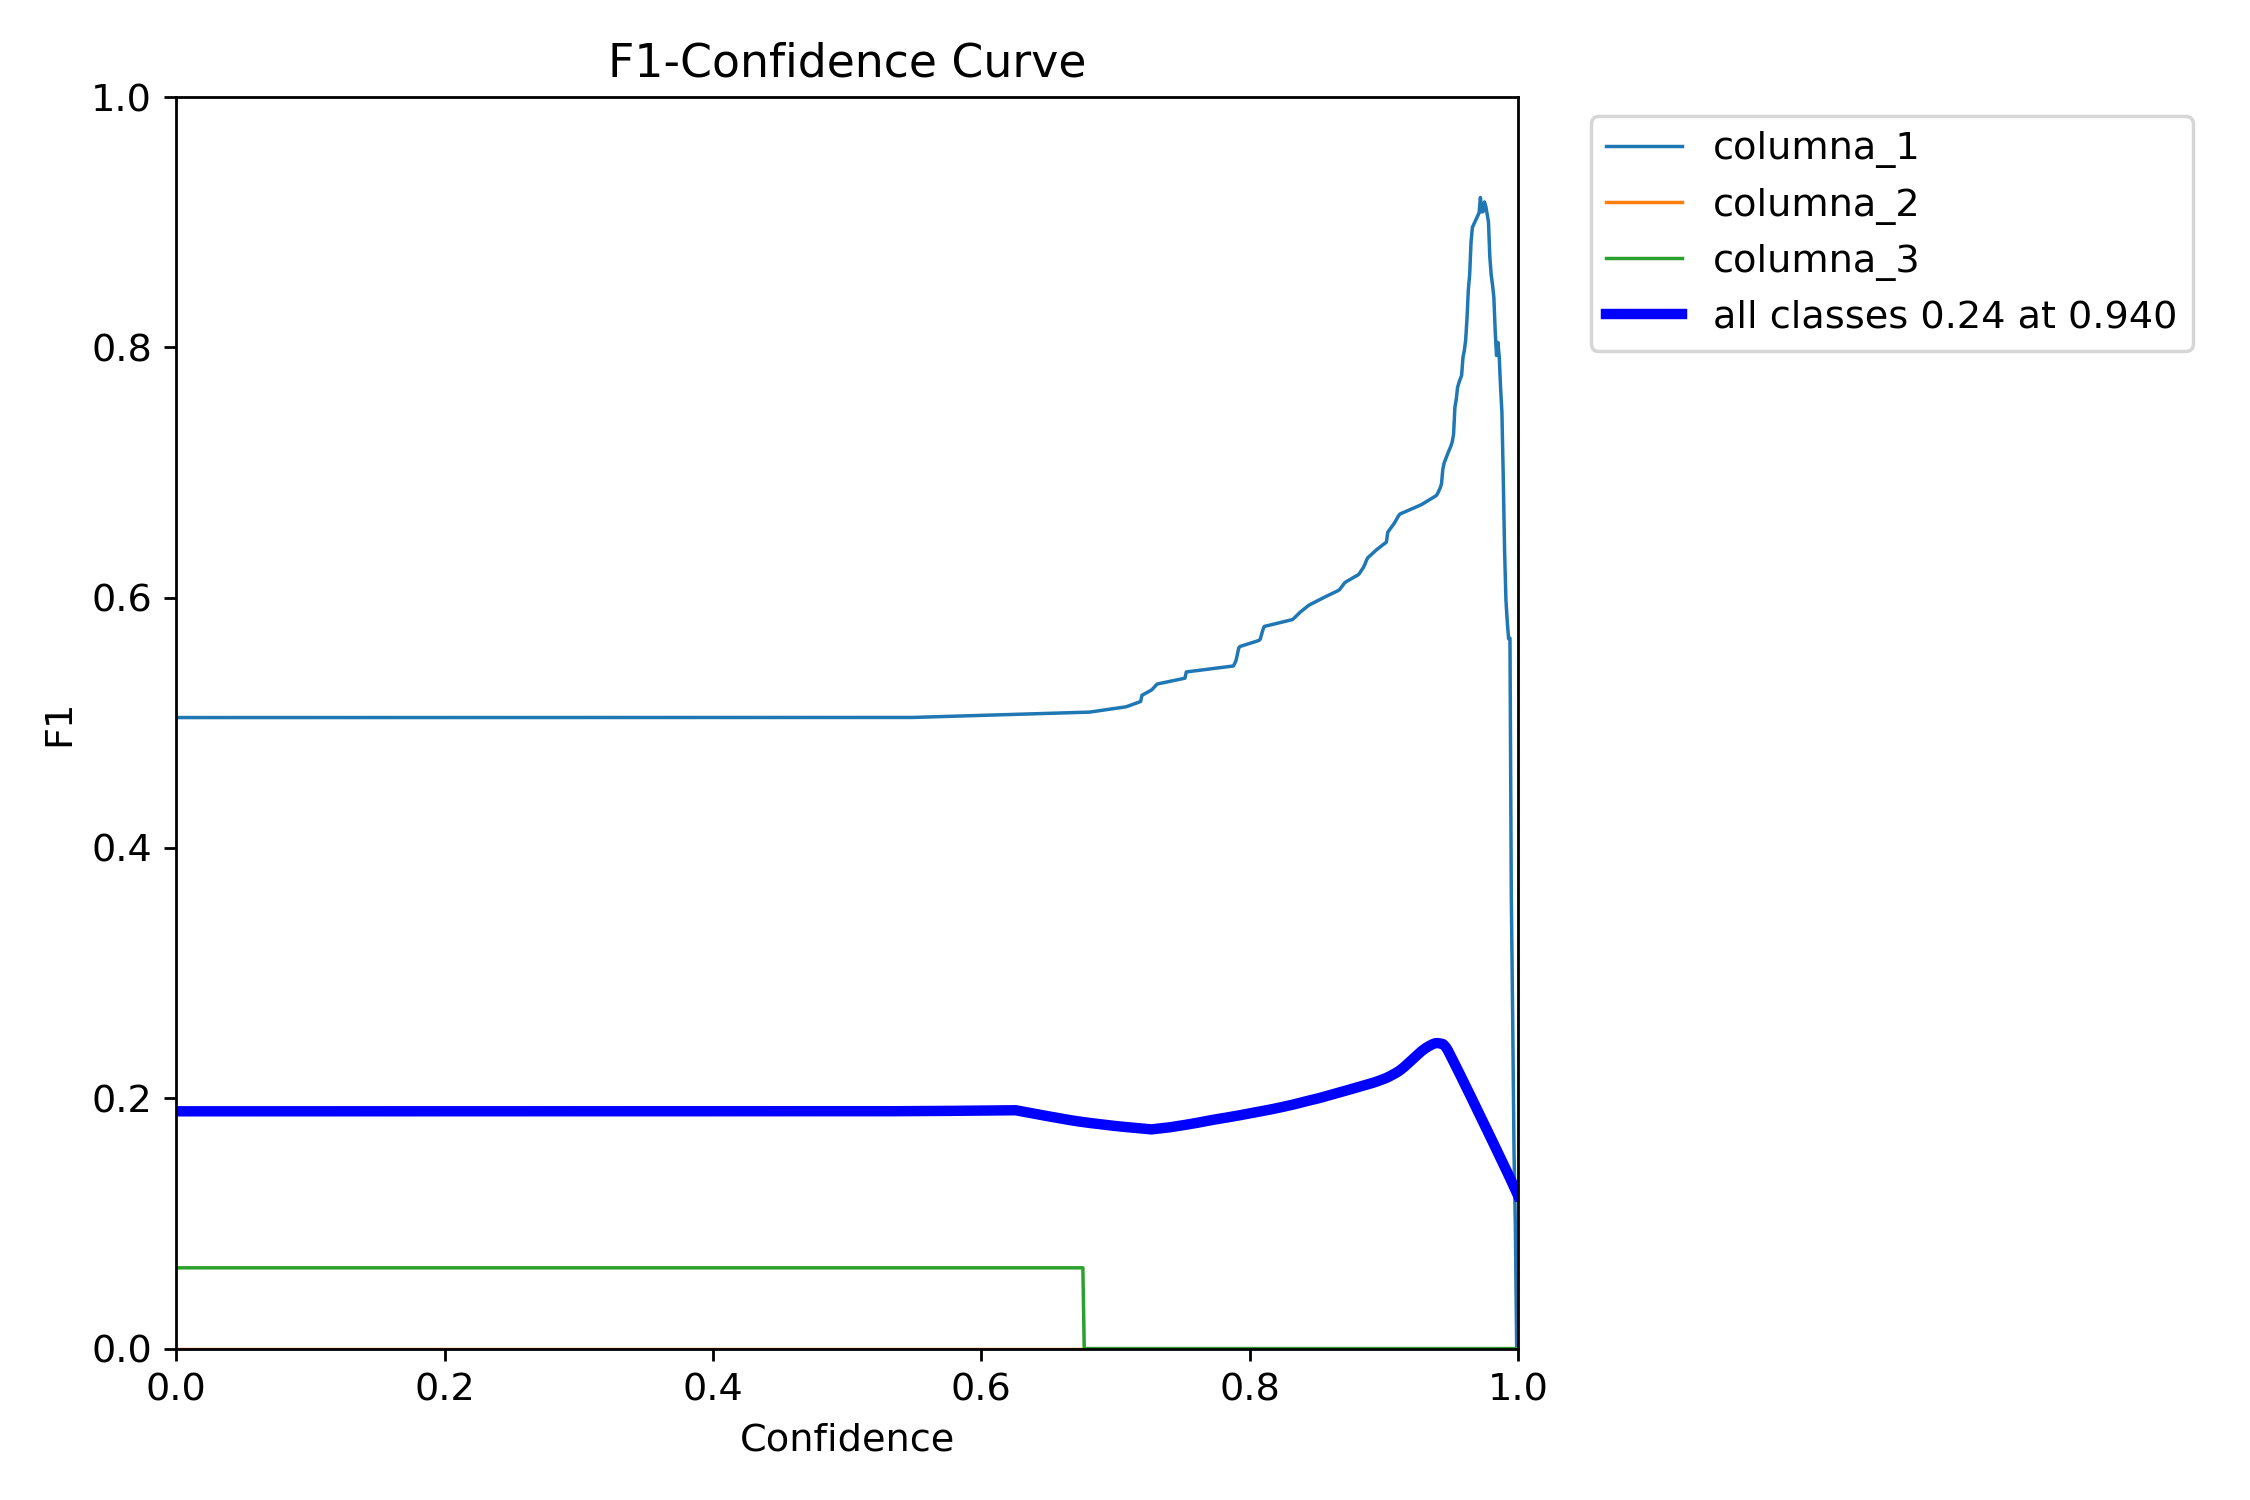 F1-Confidence Curve
1.0
0.8
0.6
0.4
0.2
0.0
F1
0.0 0.2 0.4 0.6 0.8 1.0
Confidence
columna_1
columna_2
columna_3
all classes 0.24 at 0.940